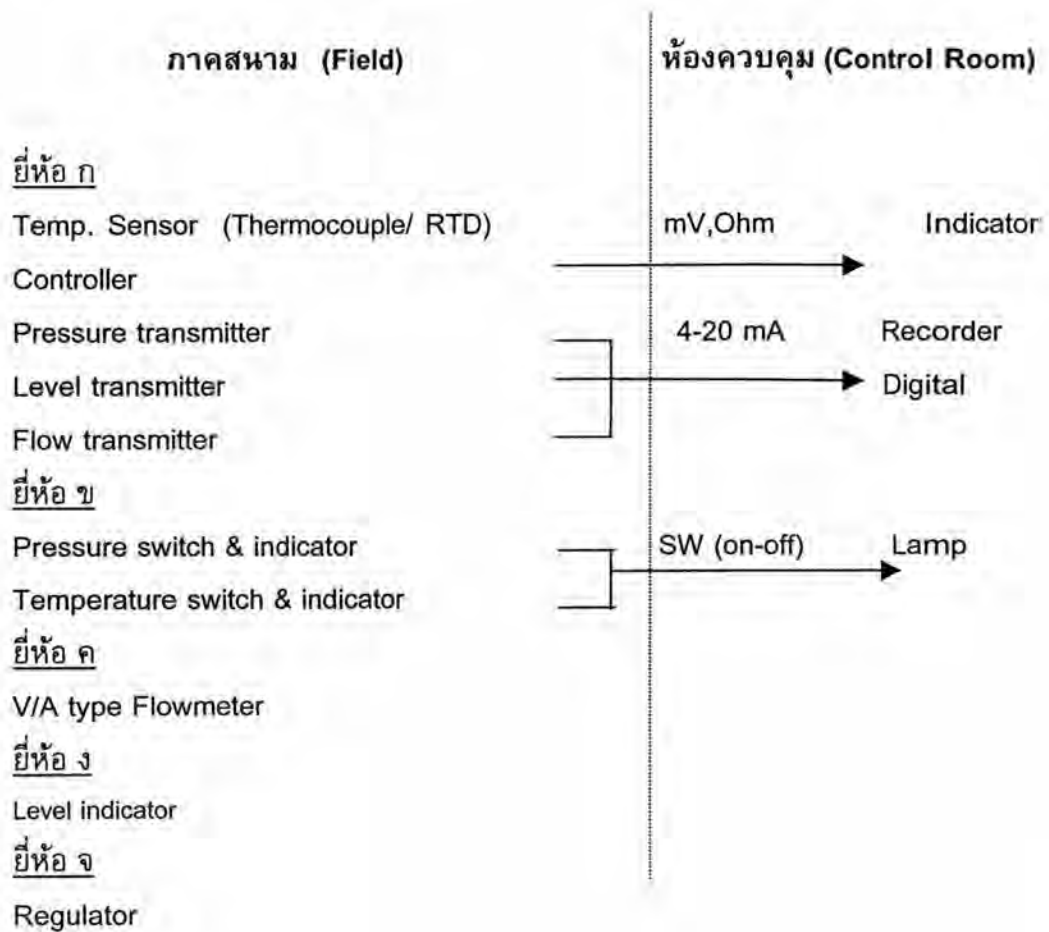 ภาคสนาม (Field) ห้องควบคุม (Control Room)
ยี่ห้อ ก
Temp. Sensor (Thermocouple/ RTD) mV,Ohm Indicator
Controller
Pressure transmitter 4-20 mA Recorder
Level transmitter Digital
Flow transmitter
ยี่ห้อ ข
Pressure switch & indicator SW (on-off) Lamp
Temperature switch & indicator
ยี่ห้อ ค
V/A type Flowmeter
ยี่ห้อ ง
Level indicator
ยี่ห้อ จ
Regulator